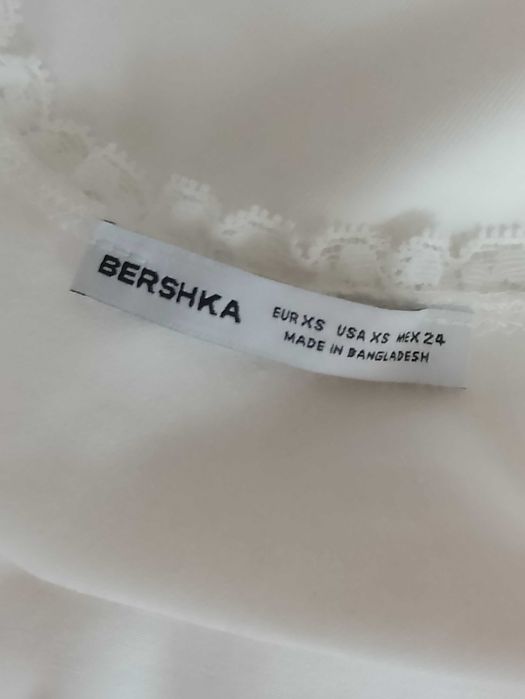 BERSHKA
EUR XS USA XS MEX 24
MADE IN BANGLADESH